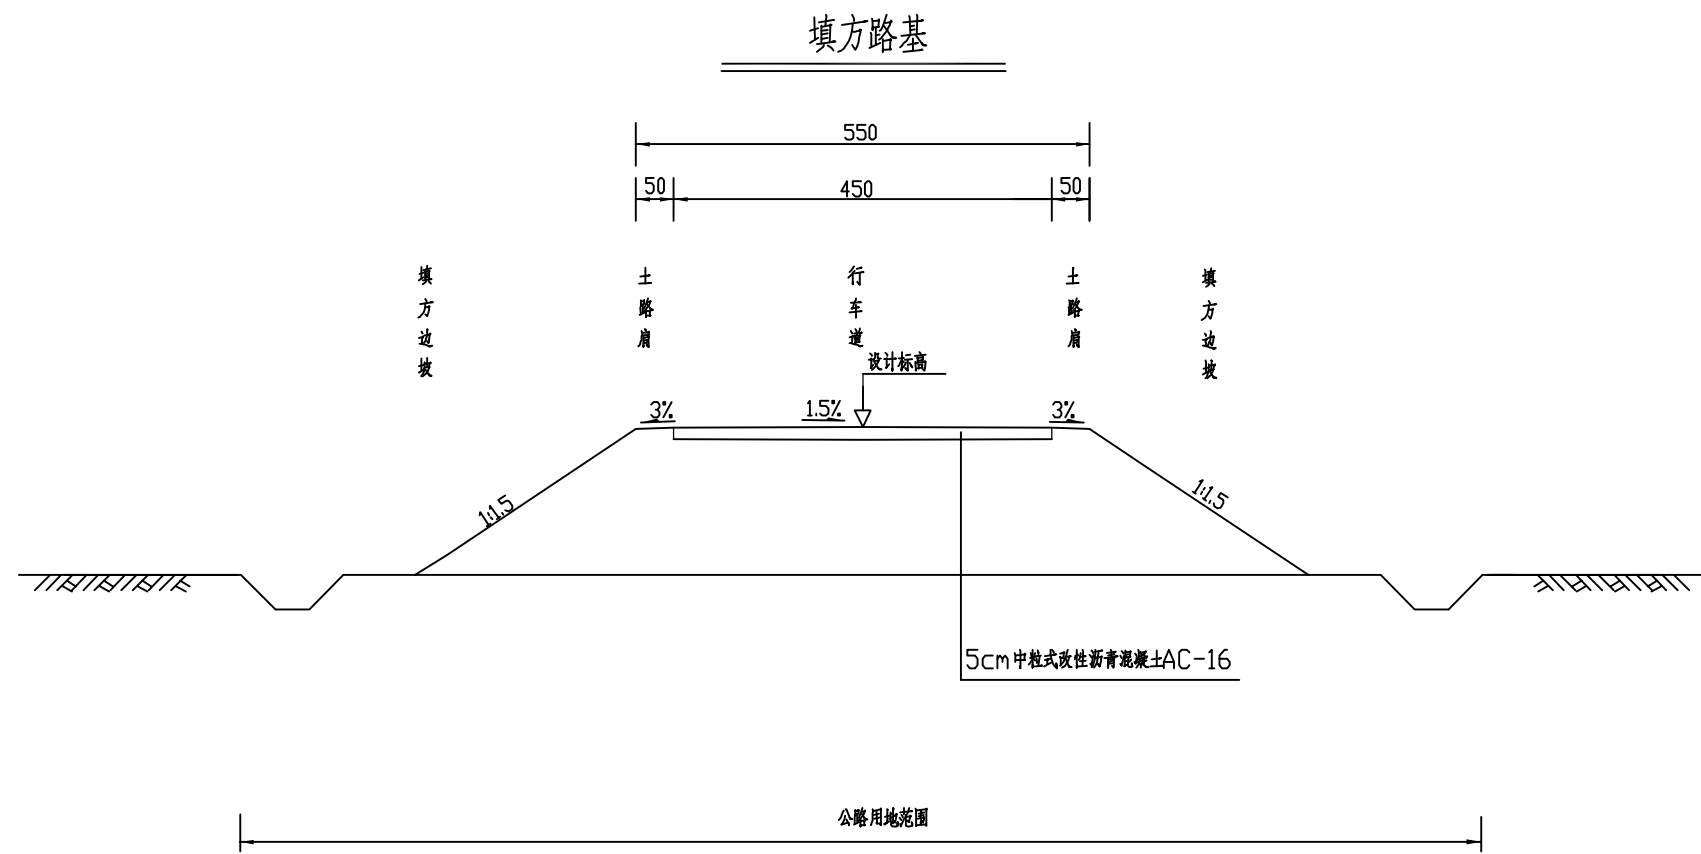 填方路基
550
50
450
50
填方边坡
土路肩
行车道
土路肩
填方边坡
设计标高
3%
1.5%
3%
1:1.5
1:1.5
5cm中粒式改性沥青混凝土AC-16
公路用地范围